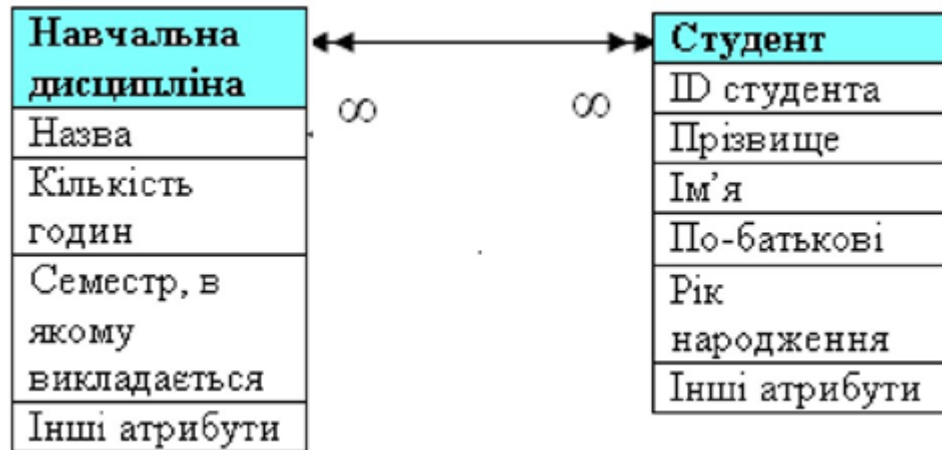 Навчальна
дисципліна
Назва
Кількість
годин
Семестр, в
якому
викладається
Інші атрибути
∞
∞
Студент
ID студента
Прізвище
Ім’я
По-батькові
Рік
народження
Інші атрибути